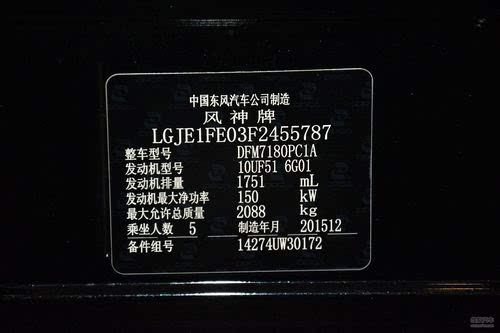 中国东风汽车公司制造
风神牌
LGJE1FE03F2455787
整车型号 DFM7180PC1A
发动机型号 10UF51 6G01
发动机排量 1751 mL
发动机最大净功率 150 kW
最大允许总质量 2088 kg
乘坐人数 5 制造年月 201512
备件组号 14274UW30172